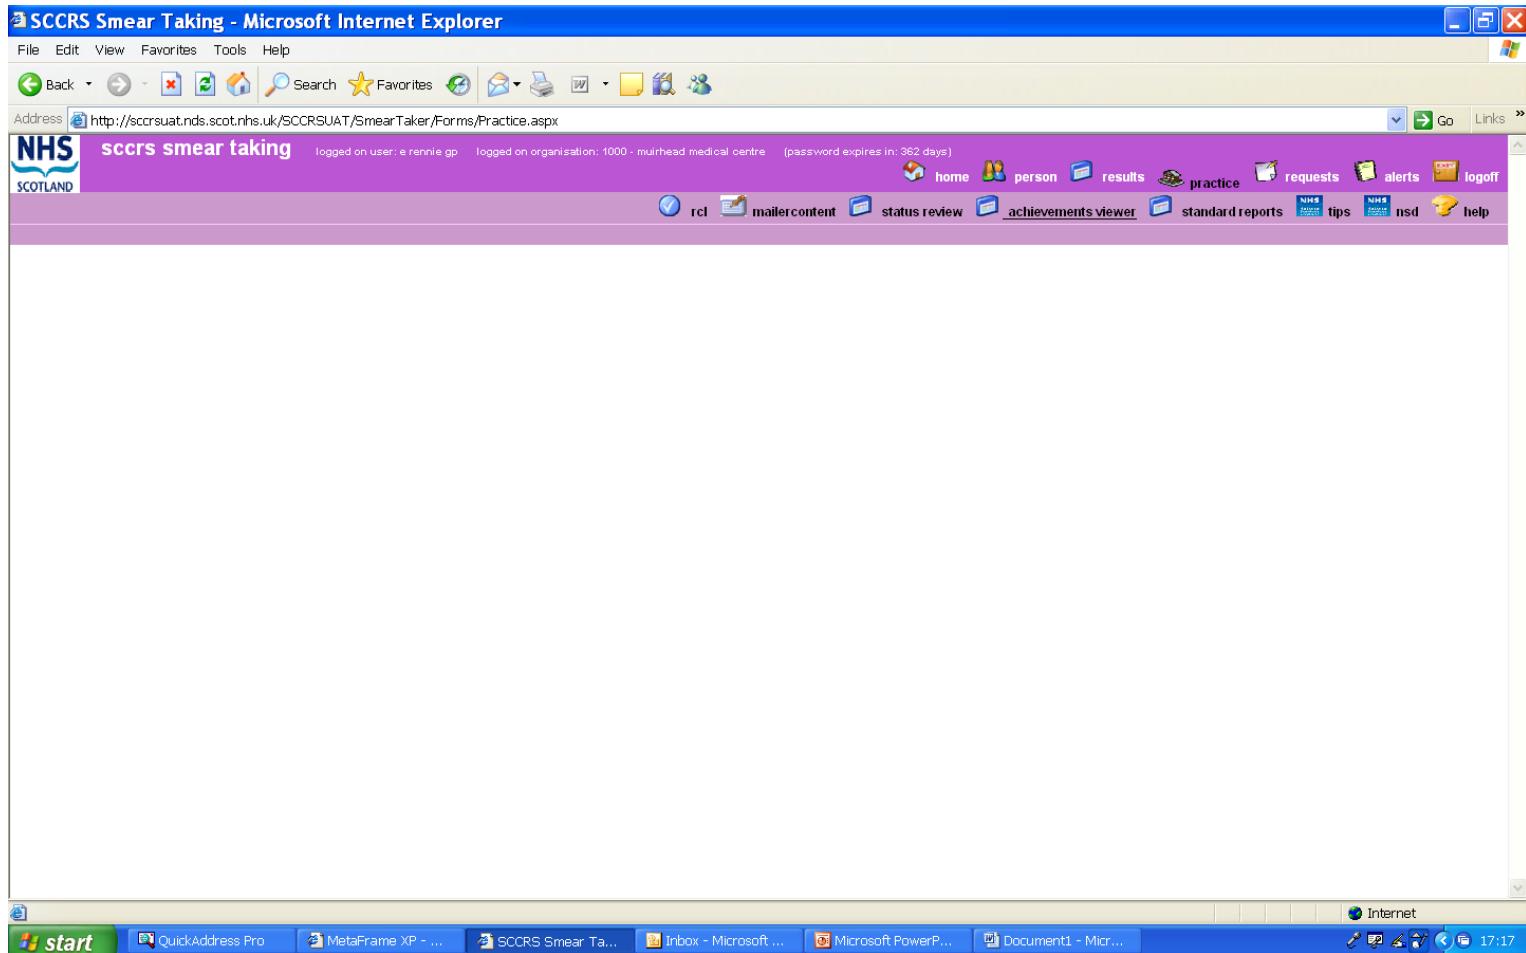 SCCRS Smear Taking - Microsoft Internet Explorer
File Edit View Favorites Tools Help
Back Search Favorites
Address http://sccrsuat.nds.scot.nhs.uk/SCCRSUAT/SmearTaker/Forms/Practice.aspx Go Links »
NHS SCOTLAND
sccrs smear taking logged on user: e rennie gp logged on organisation: 1000 - muirhead medical centre (password expires in: 362 days)
home person results practice requests alerts logoff
rcl mailercontent status review achievements viewer standard reports NHS tips NHS nsd help
Internet
start QuickAddress Pro MetaFrame XP - ... SCCRS Smear Ta... Inbox - Microsoft ... Microsoft PowerP... Document1 - Micr... 17:17